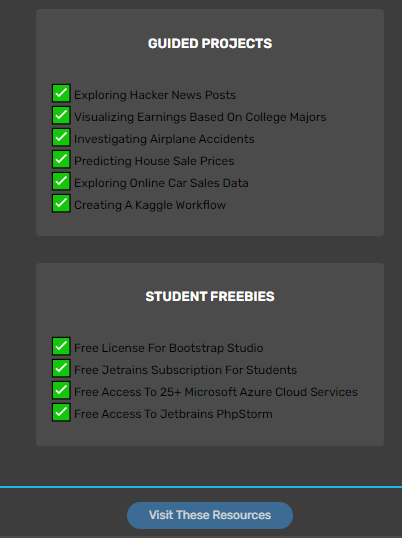 GUIDED PROJECTS
Exploring Hacker News Posts
Visualizing Earnings Based On College Majors
Investigating Airplane Accidents
Predicting House Sale Prices
Exploring Online Car Sales Data
Creating A Kaggle Workflow
STUDENT FREEBIES
Free License For Bootstrap Studio
Free Jetrains Subscription For Students
Free Access To 25+ Microsoft Azure Cloud Services
Free Access To Jetbrains PhpStorm
Visit These Resources